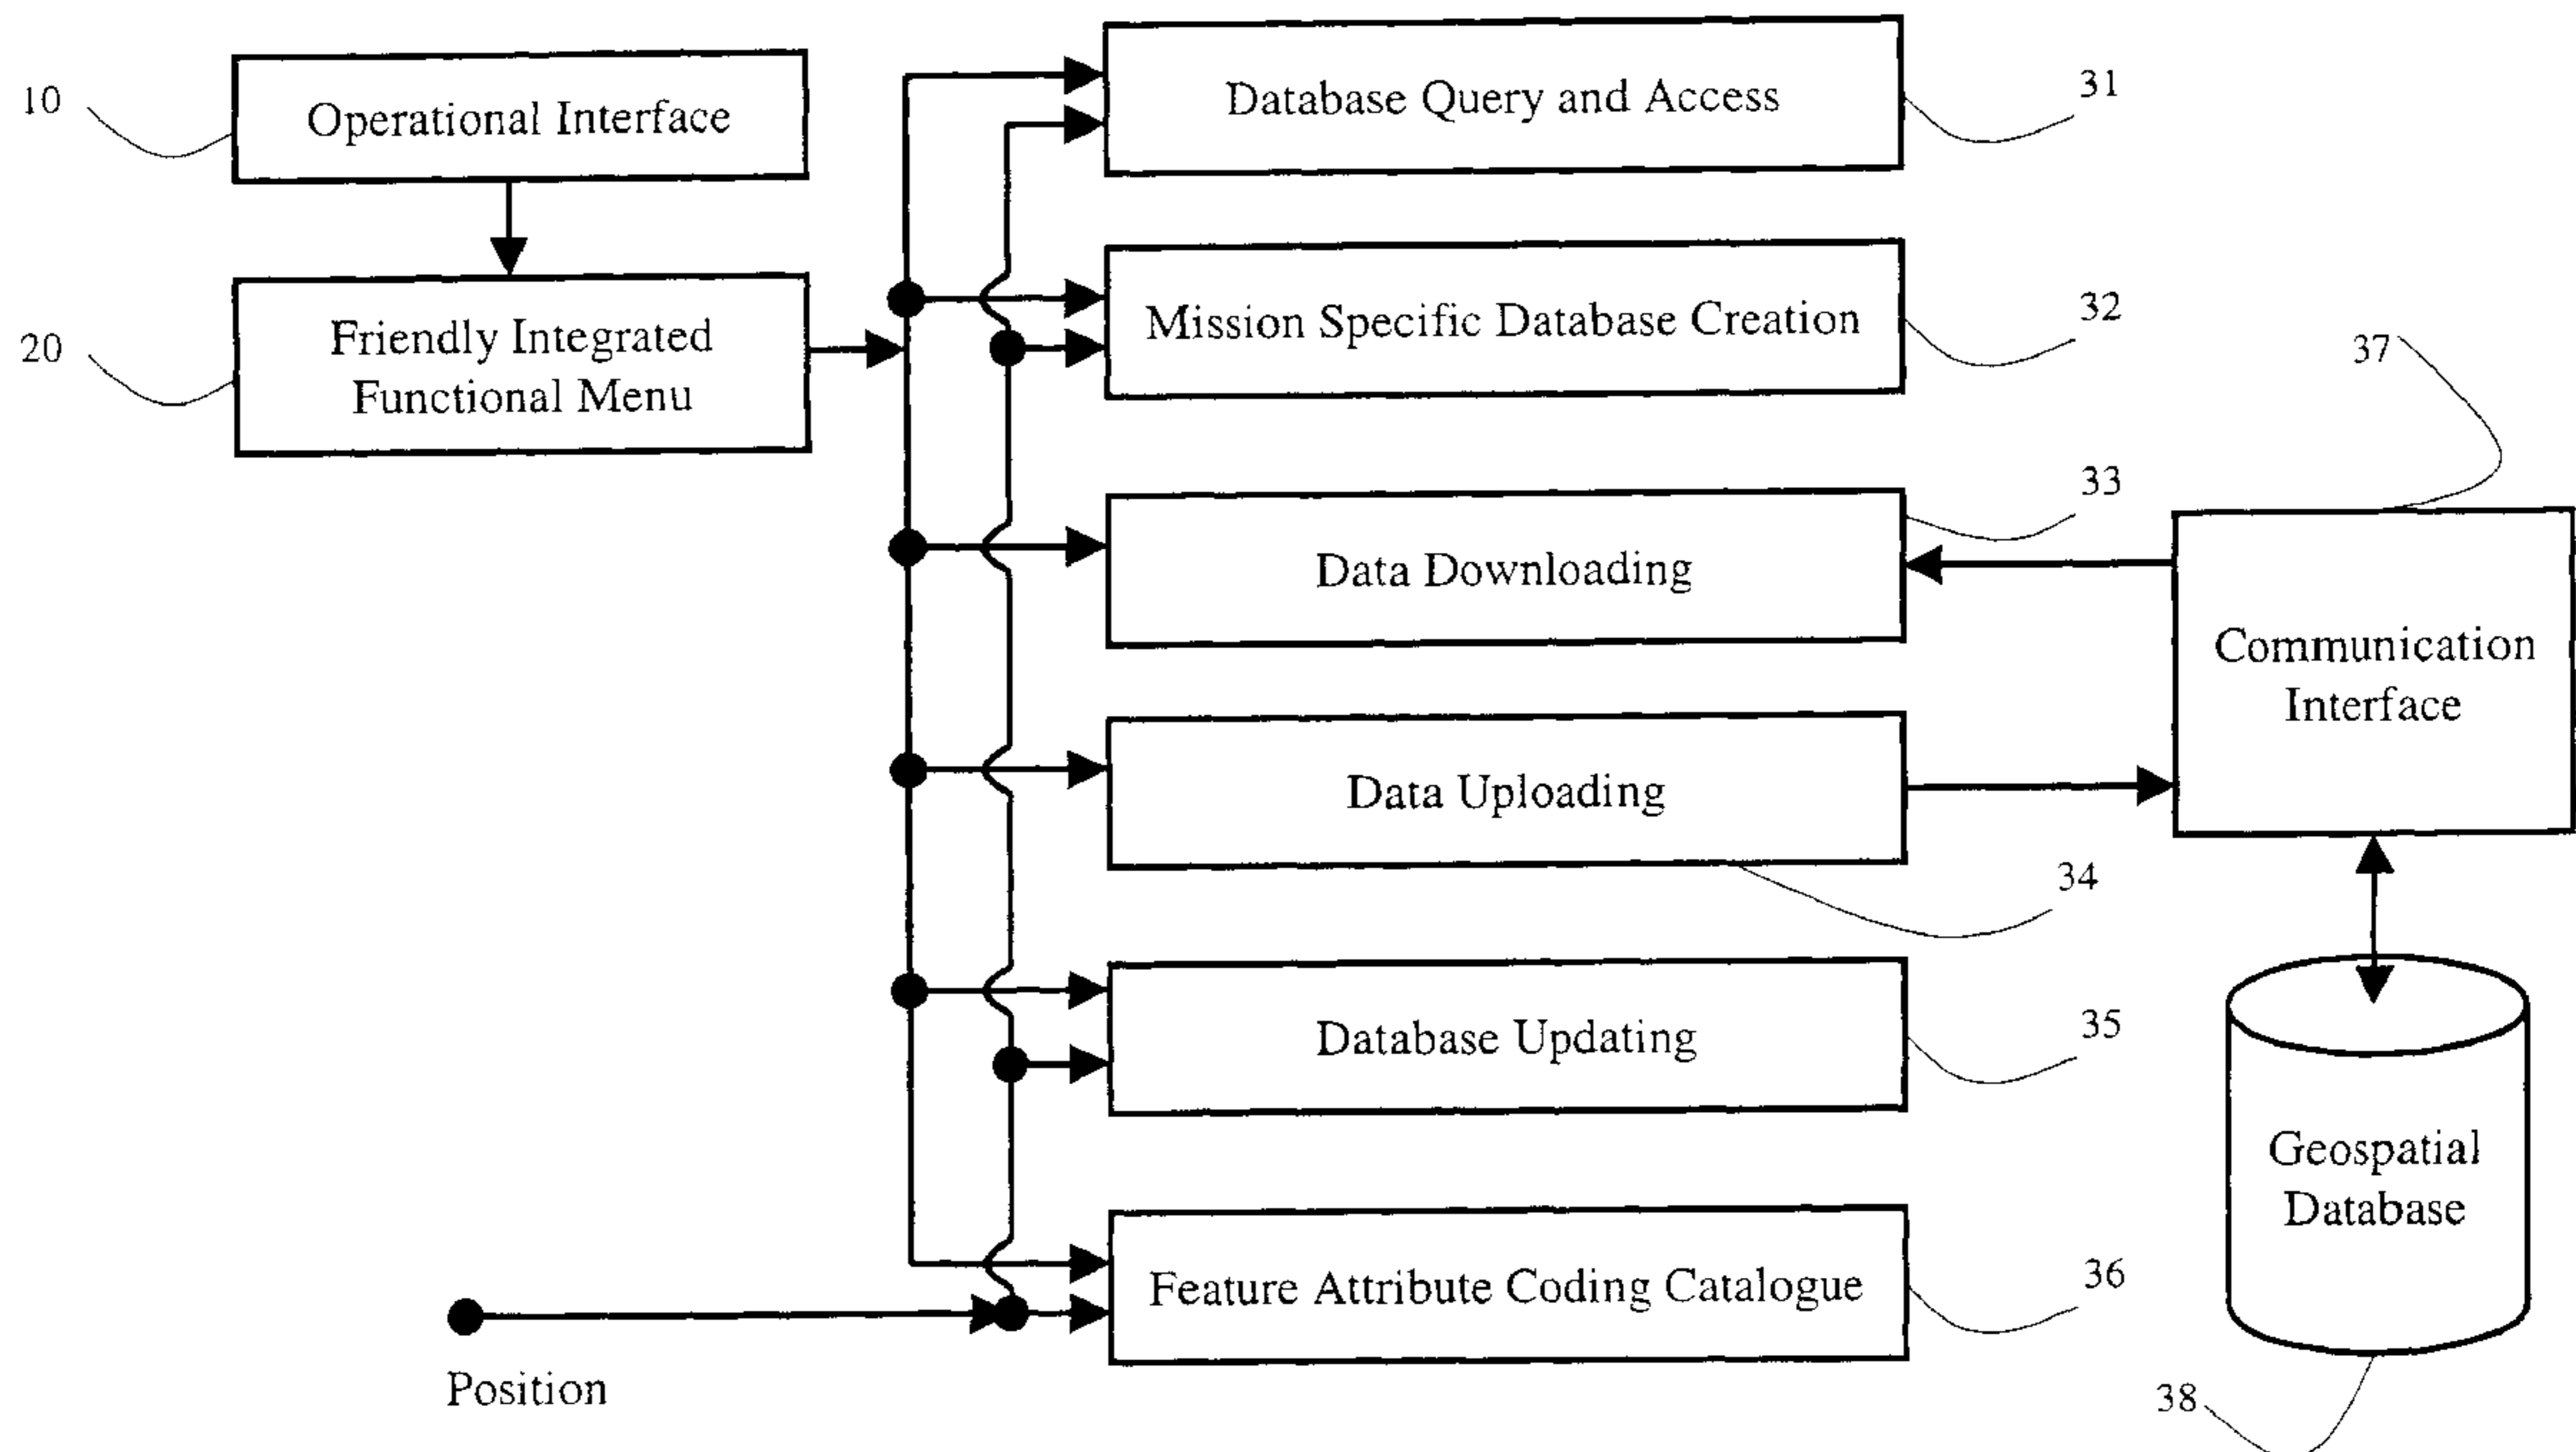 10
Operational Interface
20
Friendly Integrated
Functional Menu
Database Query and Access
31
Mission Specific Database Creation
32
Data Downloading
33
37
Communication
Interface
Data Uploading
34
Database Updating
35
Geospatial
Database
Feature Attribute Coding Catalogue
36
Position
38